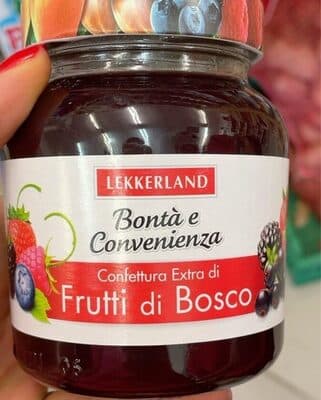 LEKKERLAND
Bontà e
Convenienza
Confettura Extra di
Frutti di Bosco